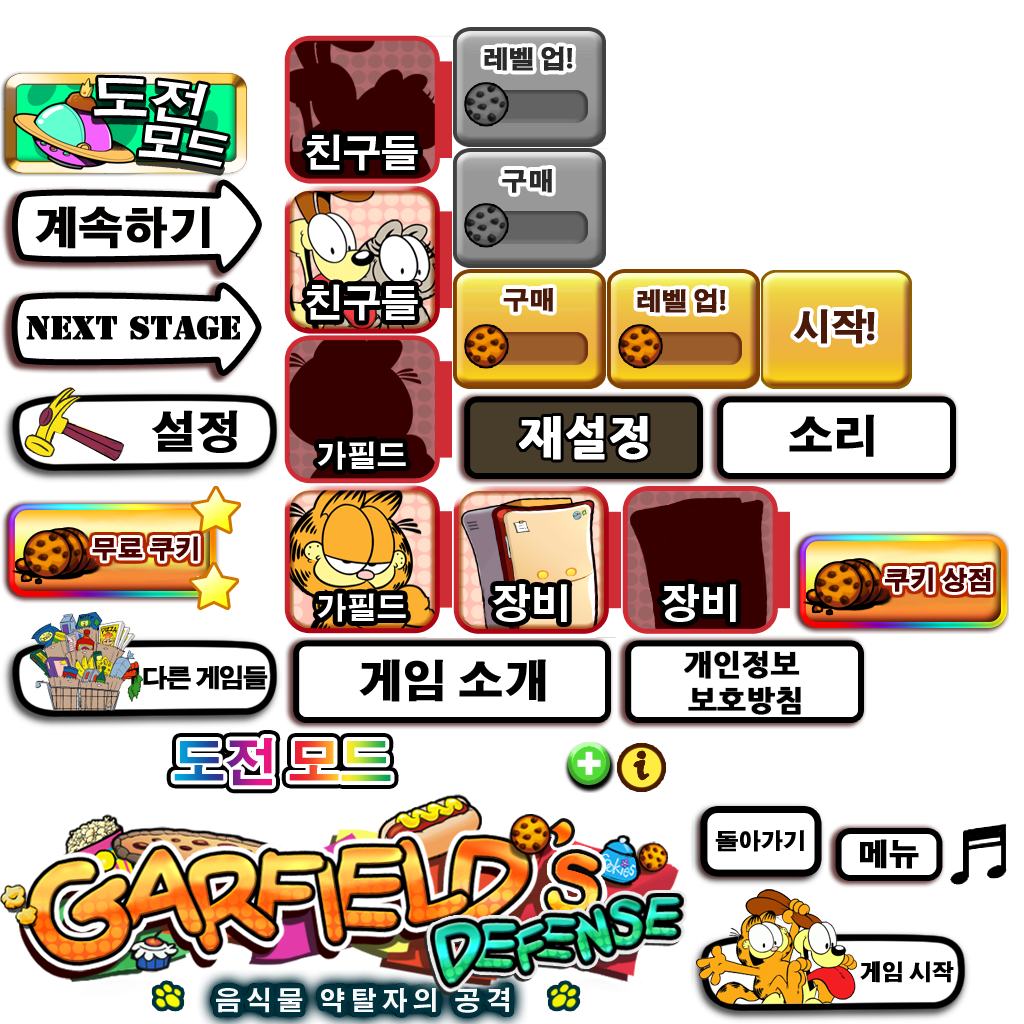 레벨 업!
도전
모드
친구들
구매
계속하기
친구들
구매
레벨 업!
시작!
NEXT STAGE
설정
가필드
재설정
소리
무료 쿠키
가필드
장비
장비
쿠키 상점
다른 게임들
게임 소개
개인정보
보호방침
도전 모드
i
GARFIELD'S
DEFENSE
COOKIES
PIZZA
음식물 약탈자의 공격
돌아가기
메뉴
게임 시작